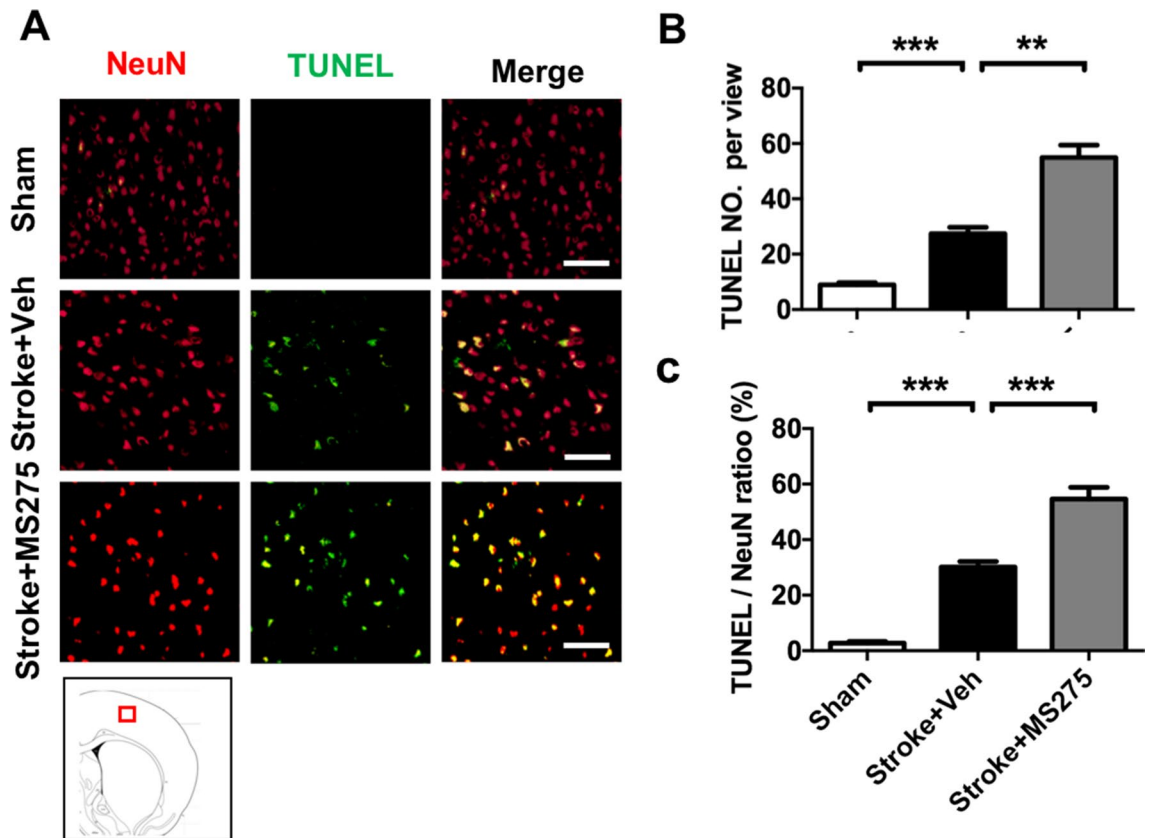 A
NeuN
TUNEL
Merge
Sham
Stroke+Veh
Stroke+MS275
B
*** **
TUNEL NO. per view
80
60
40
20
0
C
*** ***
TUNEL / NeuN ratioo (%)
80
60
40
20
0
Sham
Stroke+Veh
Stroke+MS275